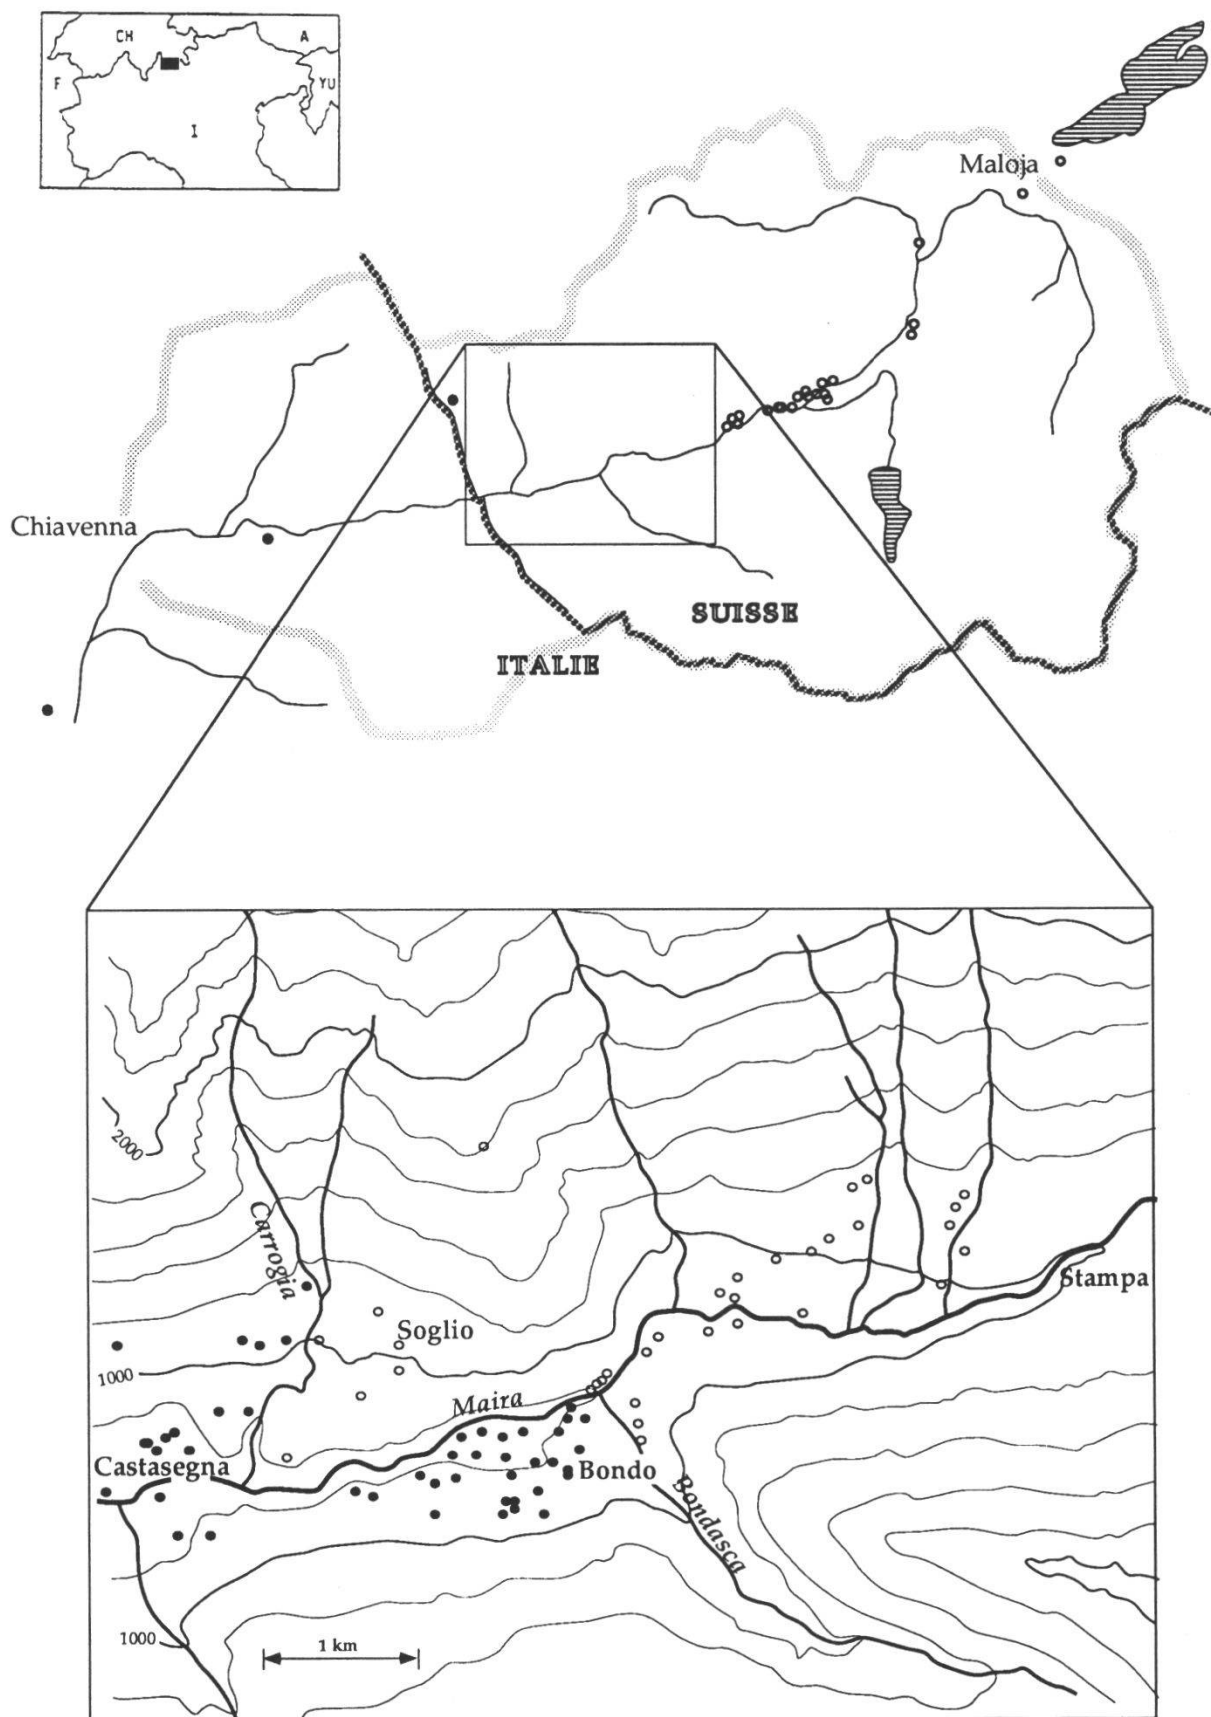 CH
A
F
YU
I
Maloja
Chiavenna
SUISSE
ITALIE
2000
Carrogia
Soglio
Stampa
1000
Maira
Castasegna
Bondo
Bondasca
1000
1 km